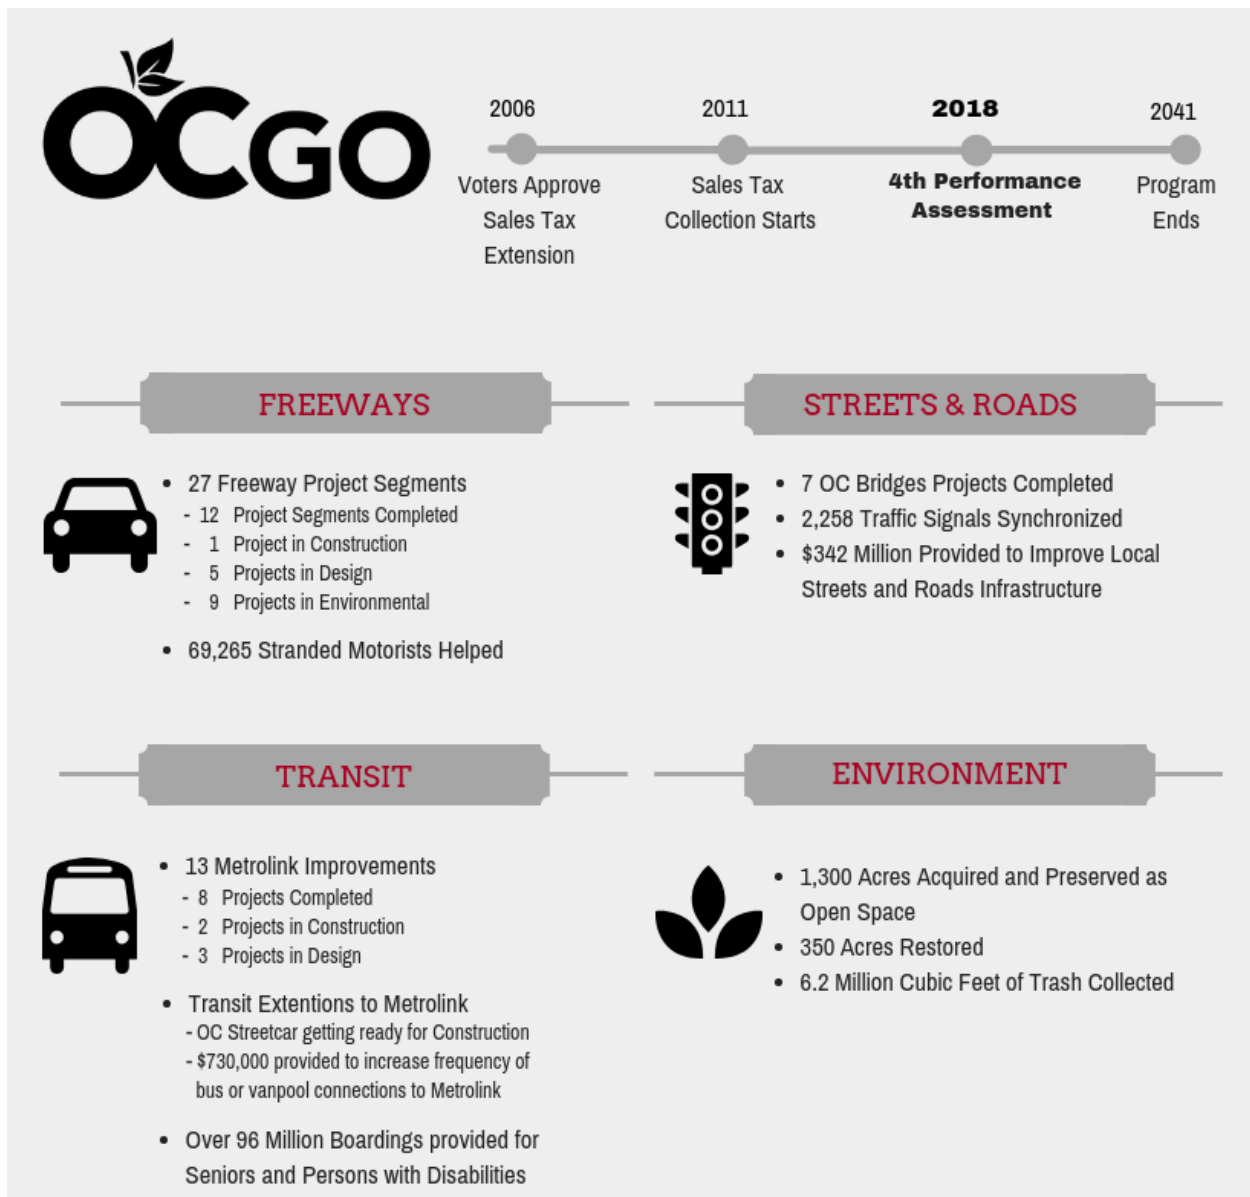 OCGO
2006
Voters Approve
Sales Tax
Extension
2011
Sales Tax
Collection Starts
2018
4th Performance
Assessment
2041
Program
Ends
FREEWAYS
• 27 Freeway Project Segments
- 12 Project Segments Completed
- 1 Project in Construction
- 5 Projects in Design
- 9 Projects in Environmental
• 69,265 Stranded Motorists Helped
STREETS & ROADS
• 7 OC Bridges Projects Completed
• 2,258 Traffic Signals Synchronized
• $342 Million Provided to Improve Local
Streets and Roads Infrastructure
TRANSIT
• 13 Metrolink Improvements
- 8 Projects Completed
- 2 Projects in Construction
- 3 Projects in Design
• Transit Extentions to Metrolink
- OC Streetcar getting ready for Construction
- $730,000 provided to increase frequency of
bus or vanpool connections to Metrolink
• Over 96 Million Boardings provided for
Seniors and Persons with Disabilities
ENVIRONMENT
• 1,300 Acres Acquired and Preserved as
Open Space
• 350 Acres Restored
• 6.2 Million Cubic Feet of Trash Collected